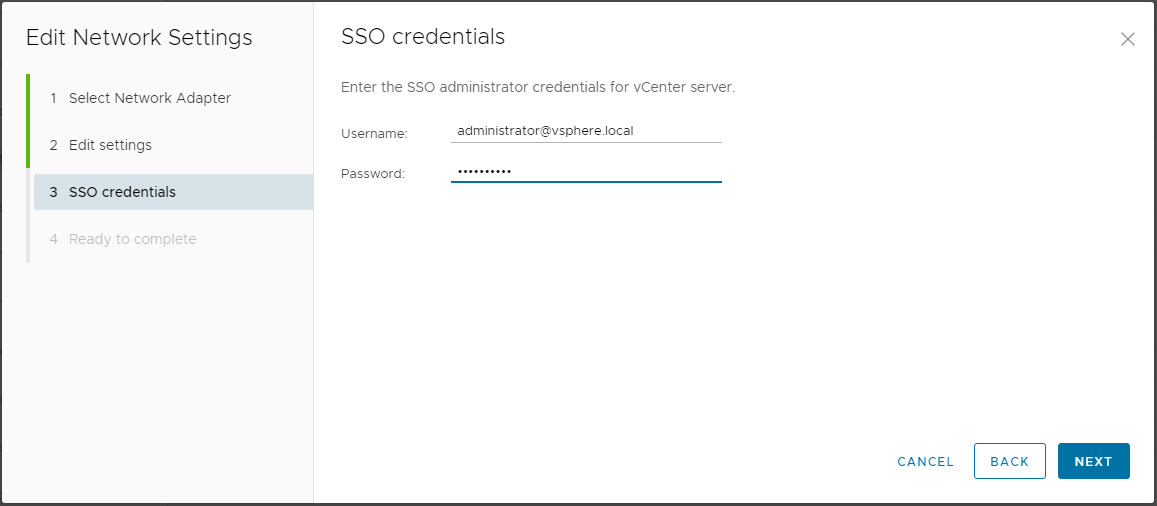 Edit Network Settings
1 Select Network Adapter
2 Edit settings
3 SSO credentials
4 Ready to complete
SSO credentials
Enter the SSO administrator credentials for vCenter server.
Username: administrator@vsphere.local
Password: ••••••••••
CANCEL BACK NEXT